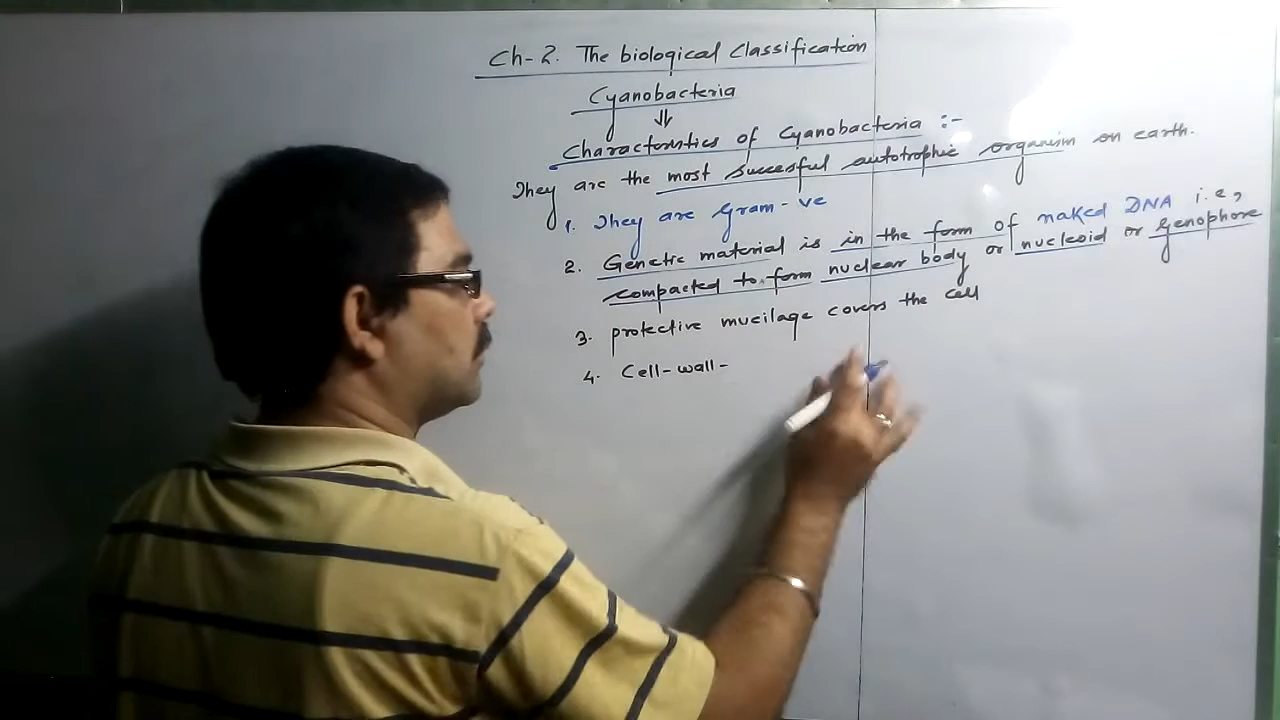 Ch-2. The biological Classification
Cyanobacteria
⇓
Characteristics of Cyanobacteria :-
They are the most succesful autotrophic organism on earth.
1. They are Gram-ve
2. Genetic material is in the form of naked DNA i.e,
compacted to form nuclear body or nucleoid or Genophore
3. protective mucilage covers the cell
4. Cell-wall-